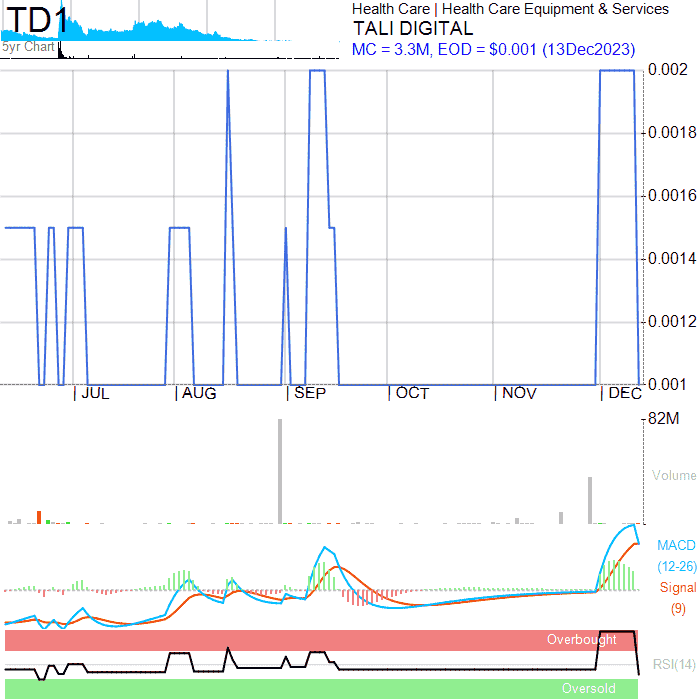 TD1
5yr Chart
Health Care | Health Care Equipment & Services
TALI DIGITAL
MC = 3.3M, EOD = $0.001 (13Dec2023)
0.002
0.0018
0.0016
0.0014
0.0012
0.001
| JUL | AUG | SEP | OCT | NOV | DEC
82M
Volume
MACD
(12-26)
Signal
(9)
Overbought
RSI(14)
Oversold